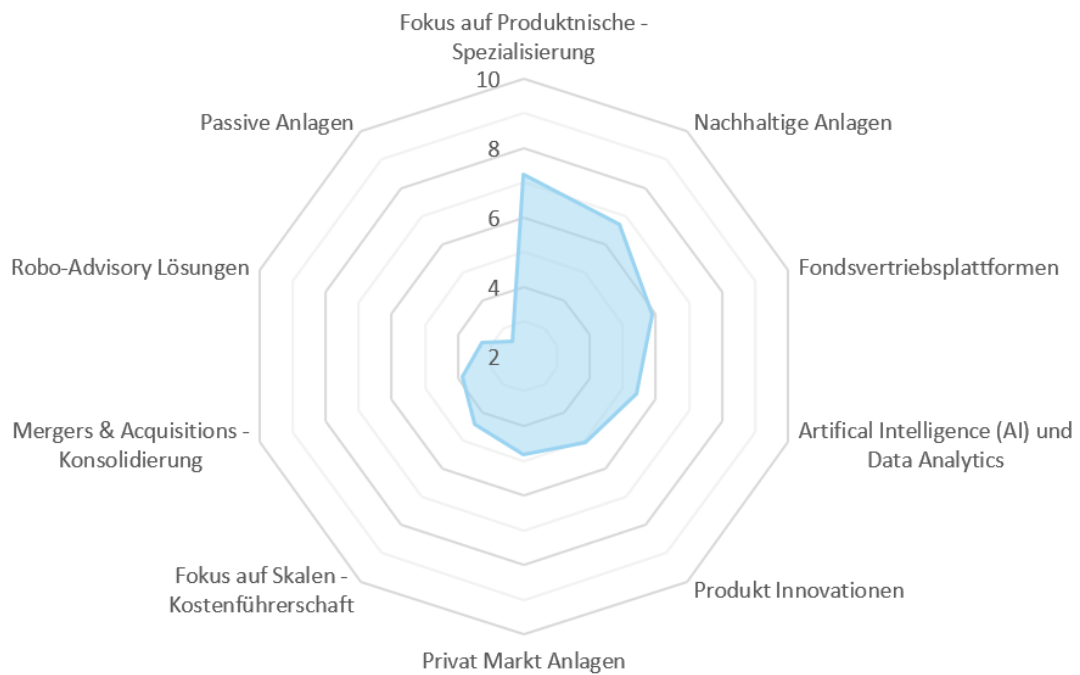 Fokus auf Produktnische -
Spezialisierung
10
Passive Anlagen
Nachhaltige Anlagen
8
6
Robo-Advisory Lösungen
Fondsvertriebsplattformen
4
2
Mergers & Acquisitions -
Konsolidierung
Artifical Intelligence (AI) und
Data Analytics
Fokus auf Skalen -
Kostenführerschaft
Produkt Innovationen
Privat Markt Anlagen